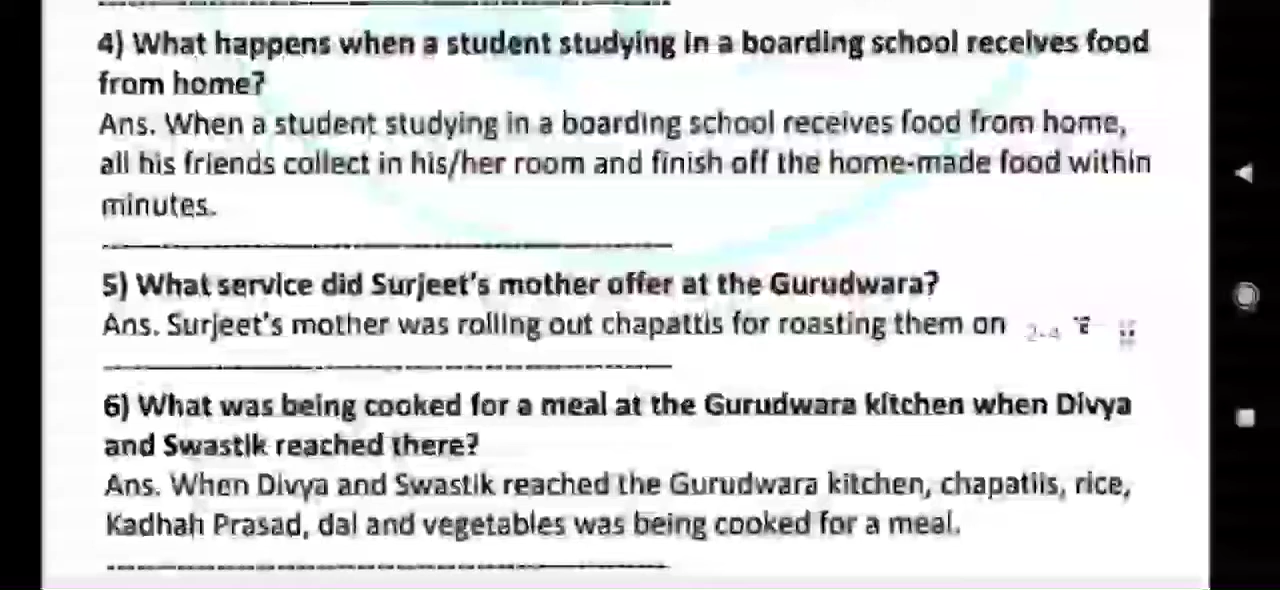 4) What happens when a student studying in a boarding school receives food
from home?
Ans. When a student studying in a boarding school receives food from home,
all his friends collect in his/her room and finish off the home-made food within
minutes.
5) What service did Surjeet's mother offer at the Gurudwara?
Ans. Surjeet's mother was rolling out chapattis for roasting them on
6) What was being cooked for a meal at the Gurudwara kitchen when Divya
and Swastik reached there?
Ans. When Divya and Swastik reached the Gurudwara kitchen, chapatiis, rice,
Kadhah Prasad, dal and vegetables was being cooked for a meal.